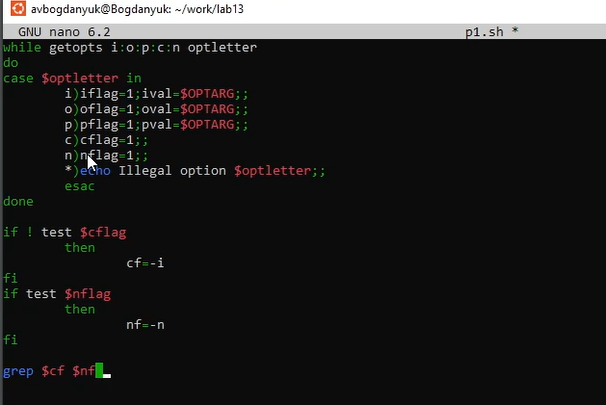 avbogdanyuk@Bogdanyuk: ~/work/lab13
GNU nano 6.2 p1.sh *
while getopts i:o:p:c:n optletter
do
case $optletter in
i)iflag=1;ival=$OPTARG;;
o)oflag=1;oval=$OPTARG;;
p)pflag=1;pval=$OPTARG;;
c)cflag=1;;
n)nflag=1;;
*)echo Illegal option $optletter;;
esac
done
if ! test $cflag
then
cf=-i
fi
if test $nflag
then
nf=-n
fi
grep $cf $nf